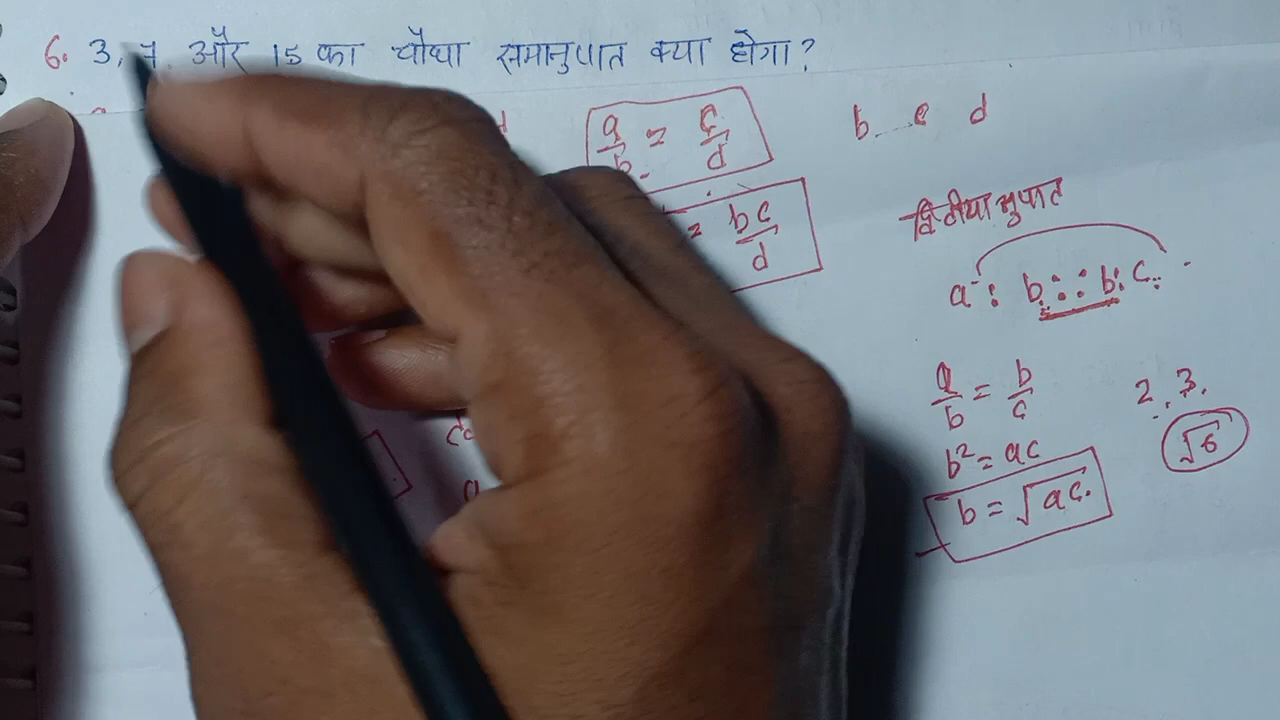 6. 3, 7 और 15 का चौथा समानुपात क्या होगा?
a/b = c/d
b c d
= bc/d
a : b :: b : c
a/b = b/c
2, 3.
b² = ac
√6
b = √ac.